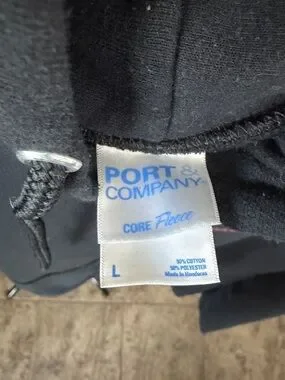 PORT &
COMPANY
CORE Fleece
L
50% COTTON
50% POLYESTER
Made in Honduras